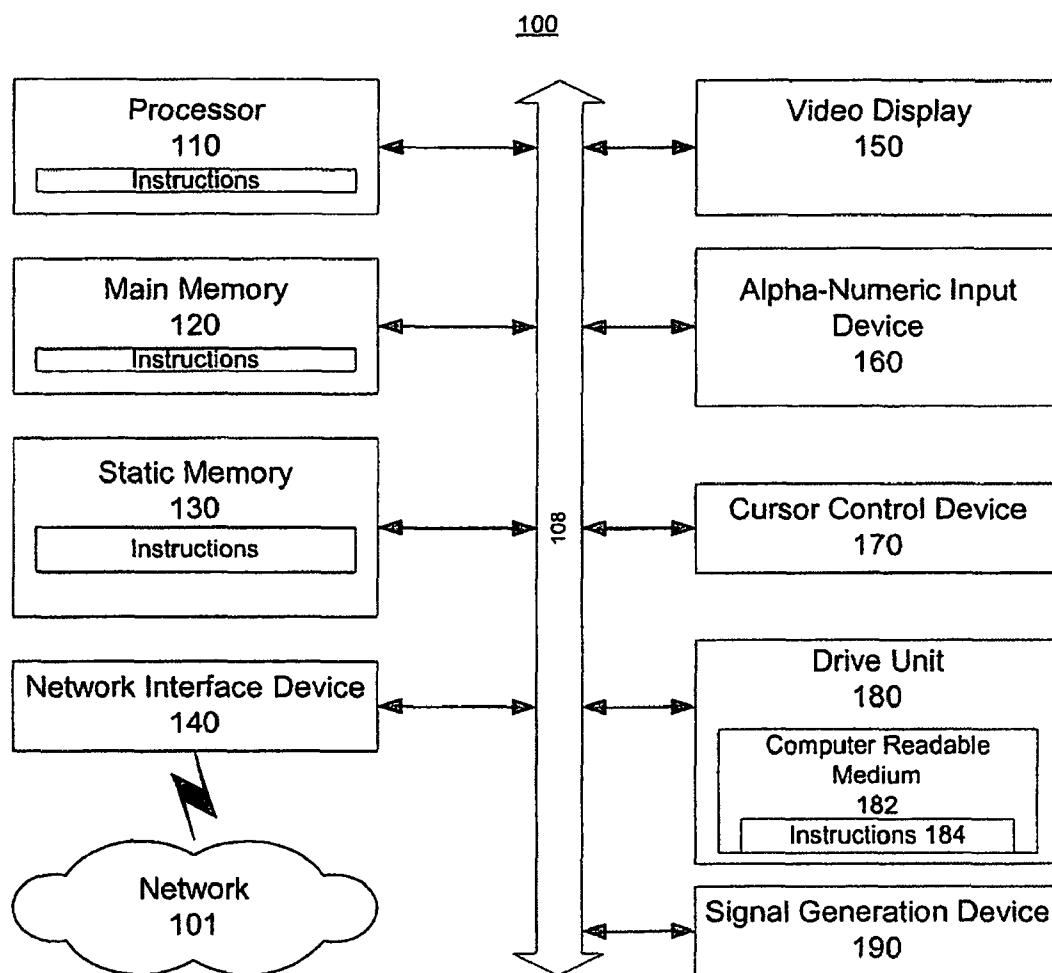 100
Processor
110
Instructions
Main Memory
120
Instructions
Static Memory
130
Instructions
Network Interface Device
140
Network
101
108
Video Display
150
Alpha-Numeric Input
Device
160
Cursor Control Device
170
Drive Unit
180
Computer Readable
Medium
182
Instructions 184
Signal Generation Device
190